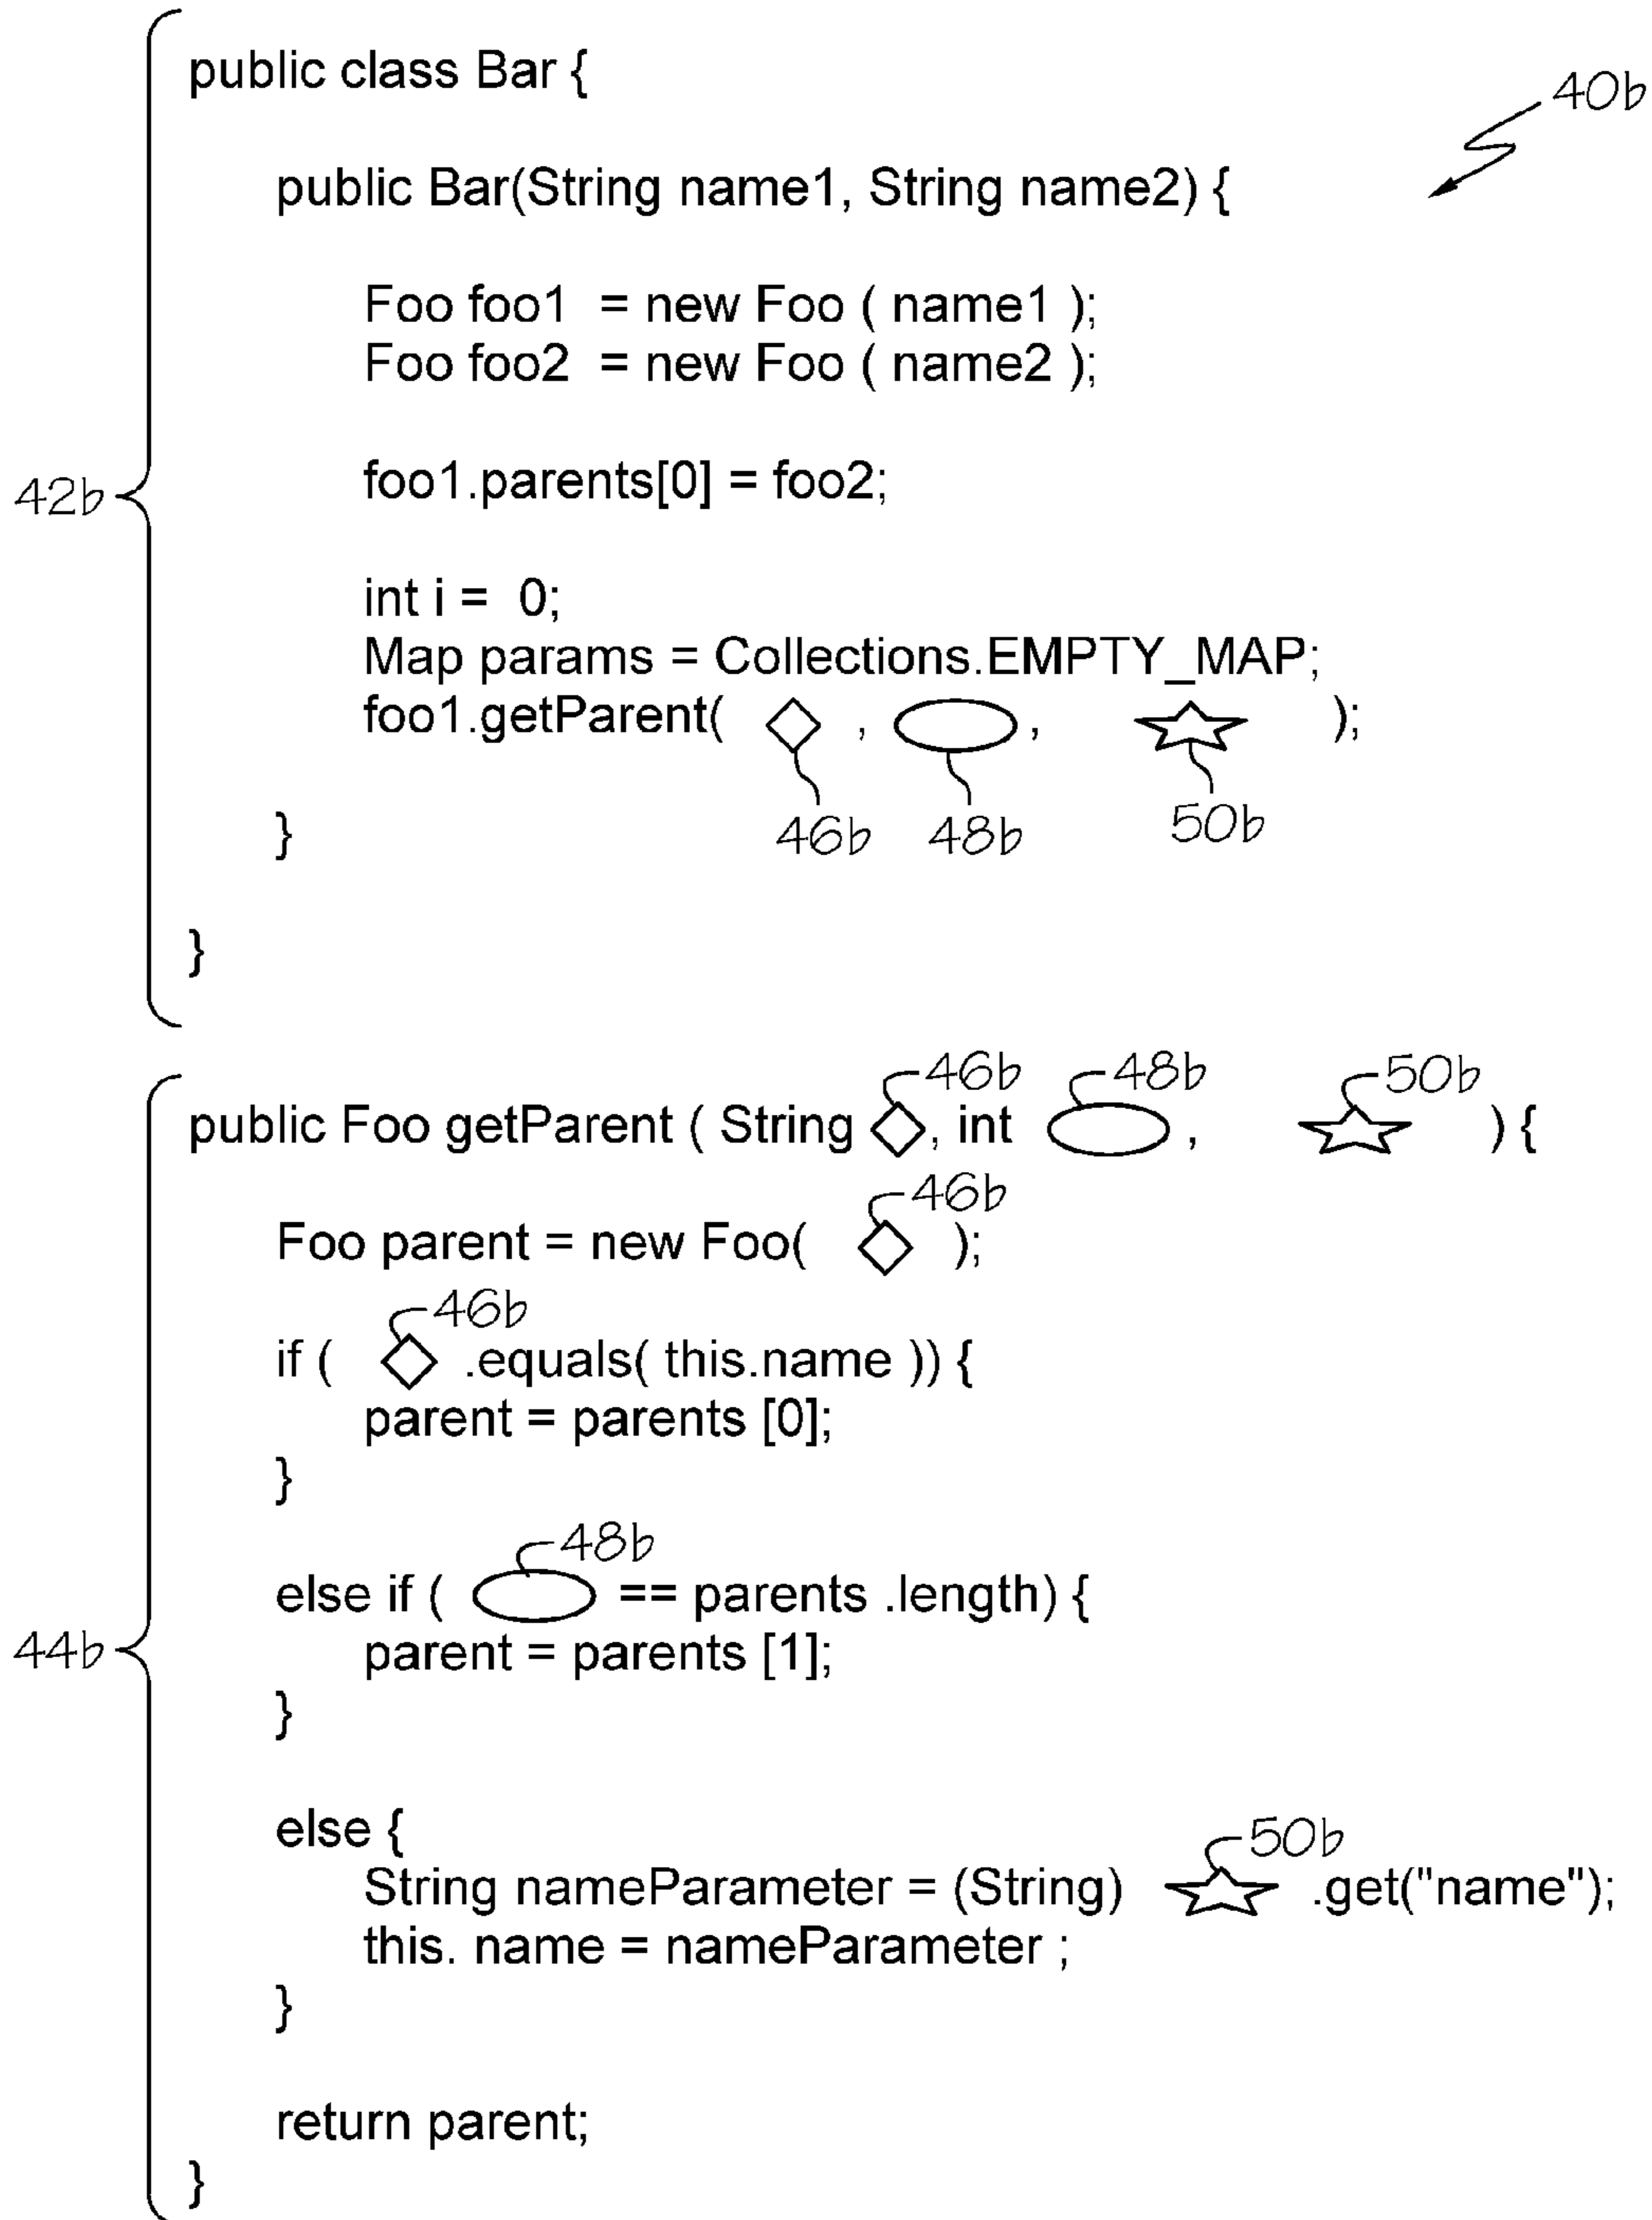 public class Bar {
40b
public Bar(String name1, String name2) {
Foo foo1 = new Foo ( name1 );
Foo foo2 = new Foo ( name2 );
42b
foo1.parents[0] = foo2;
int i = 0;
Map params = Collections.EMPTY_MAP;
foo1.getParent( , , );
46b 48b 50b
}
}
46b 48b 50b
public Foo getParent ( String , int , ) {
46b
Foo parent = new Foo( );
46b
if ( .equals( this.name )) {
parent = parents [0];
}
48b
else if ( == parents .length) {
44b
parent = parents [1];
}
else {
50b
String nameParameter = (String) .get("name");
this. name = nameParameter ;
}
return parent;
}